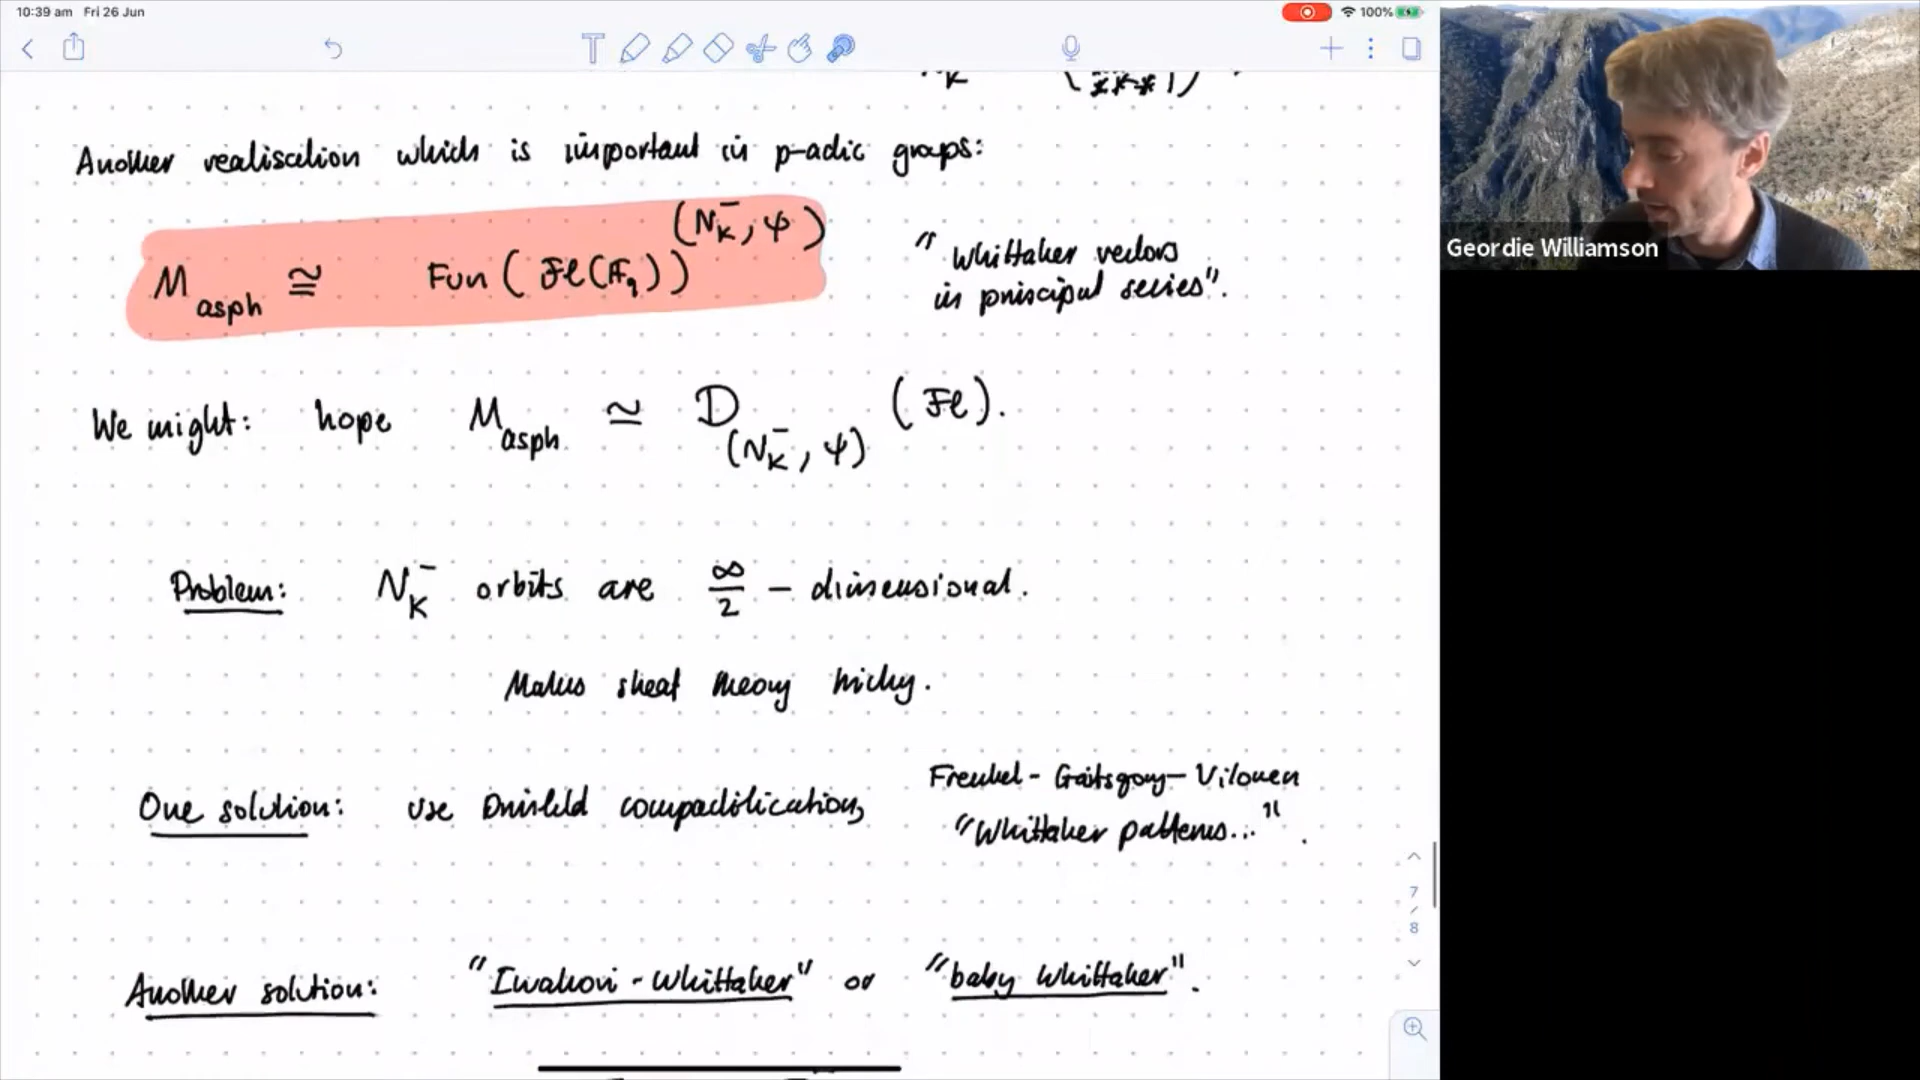 10:39 am Fri 26 Jun
100%
Another realisation which is important in p-adic groups:
M_asph ≅ Fun(Fl(F_q))^(N_K^-, ψ)
"Whittaker vectors
in principal series".
Geordie Williamson
We might: hope M_asph ≃ D_(N_K^-, ψ) (Fl).
Problem: N_K^- orbits are ∞/2 - dimensional.
Makes sheaf theory tricky.
One solution: use Drinfeld compactification,
Frenkel - Gaitsgory - Vilonen
"Whittaker patterns...".
Another solution: "Iwahori - Whittaker" or "baby Whittaker".
7
/
8